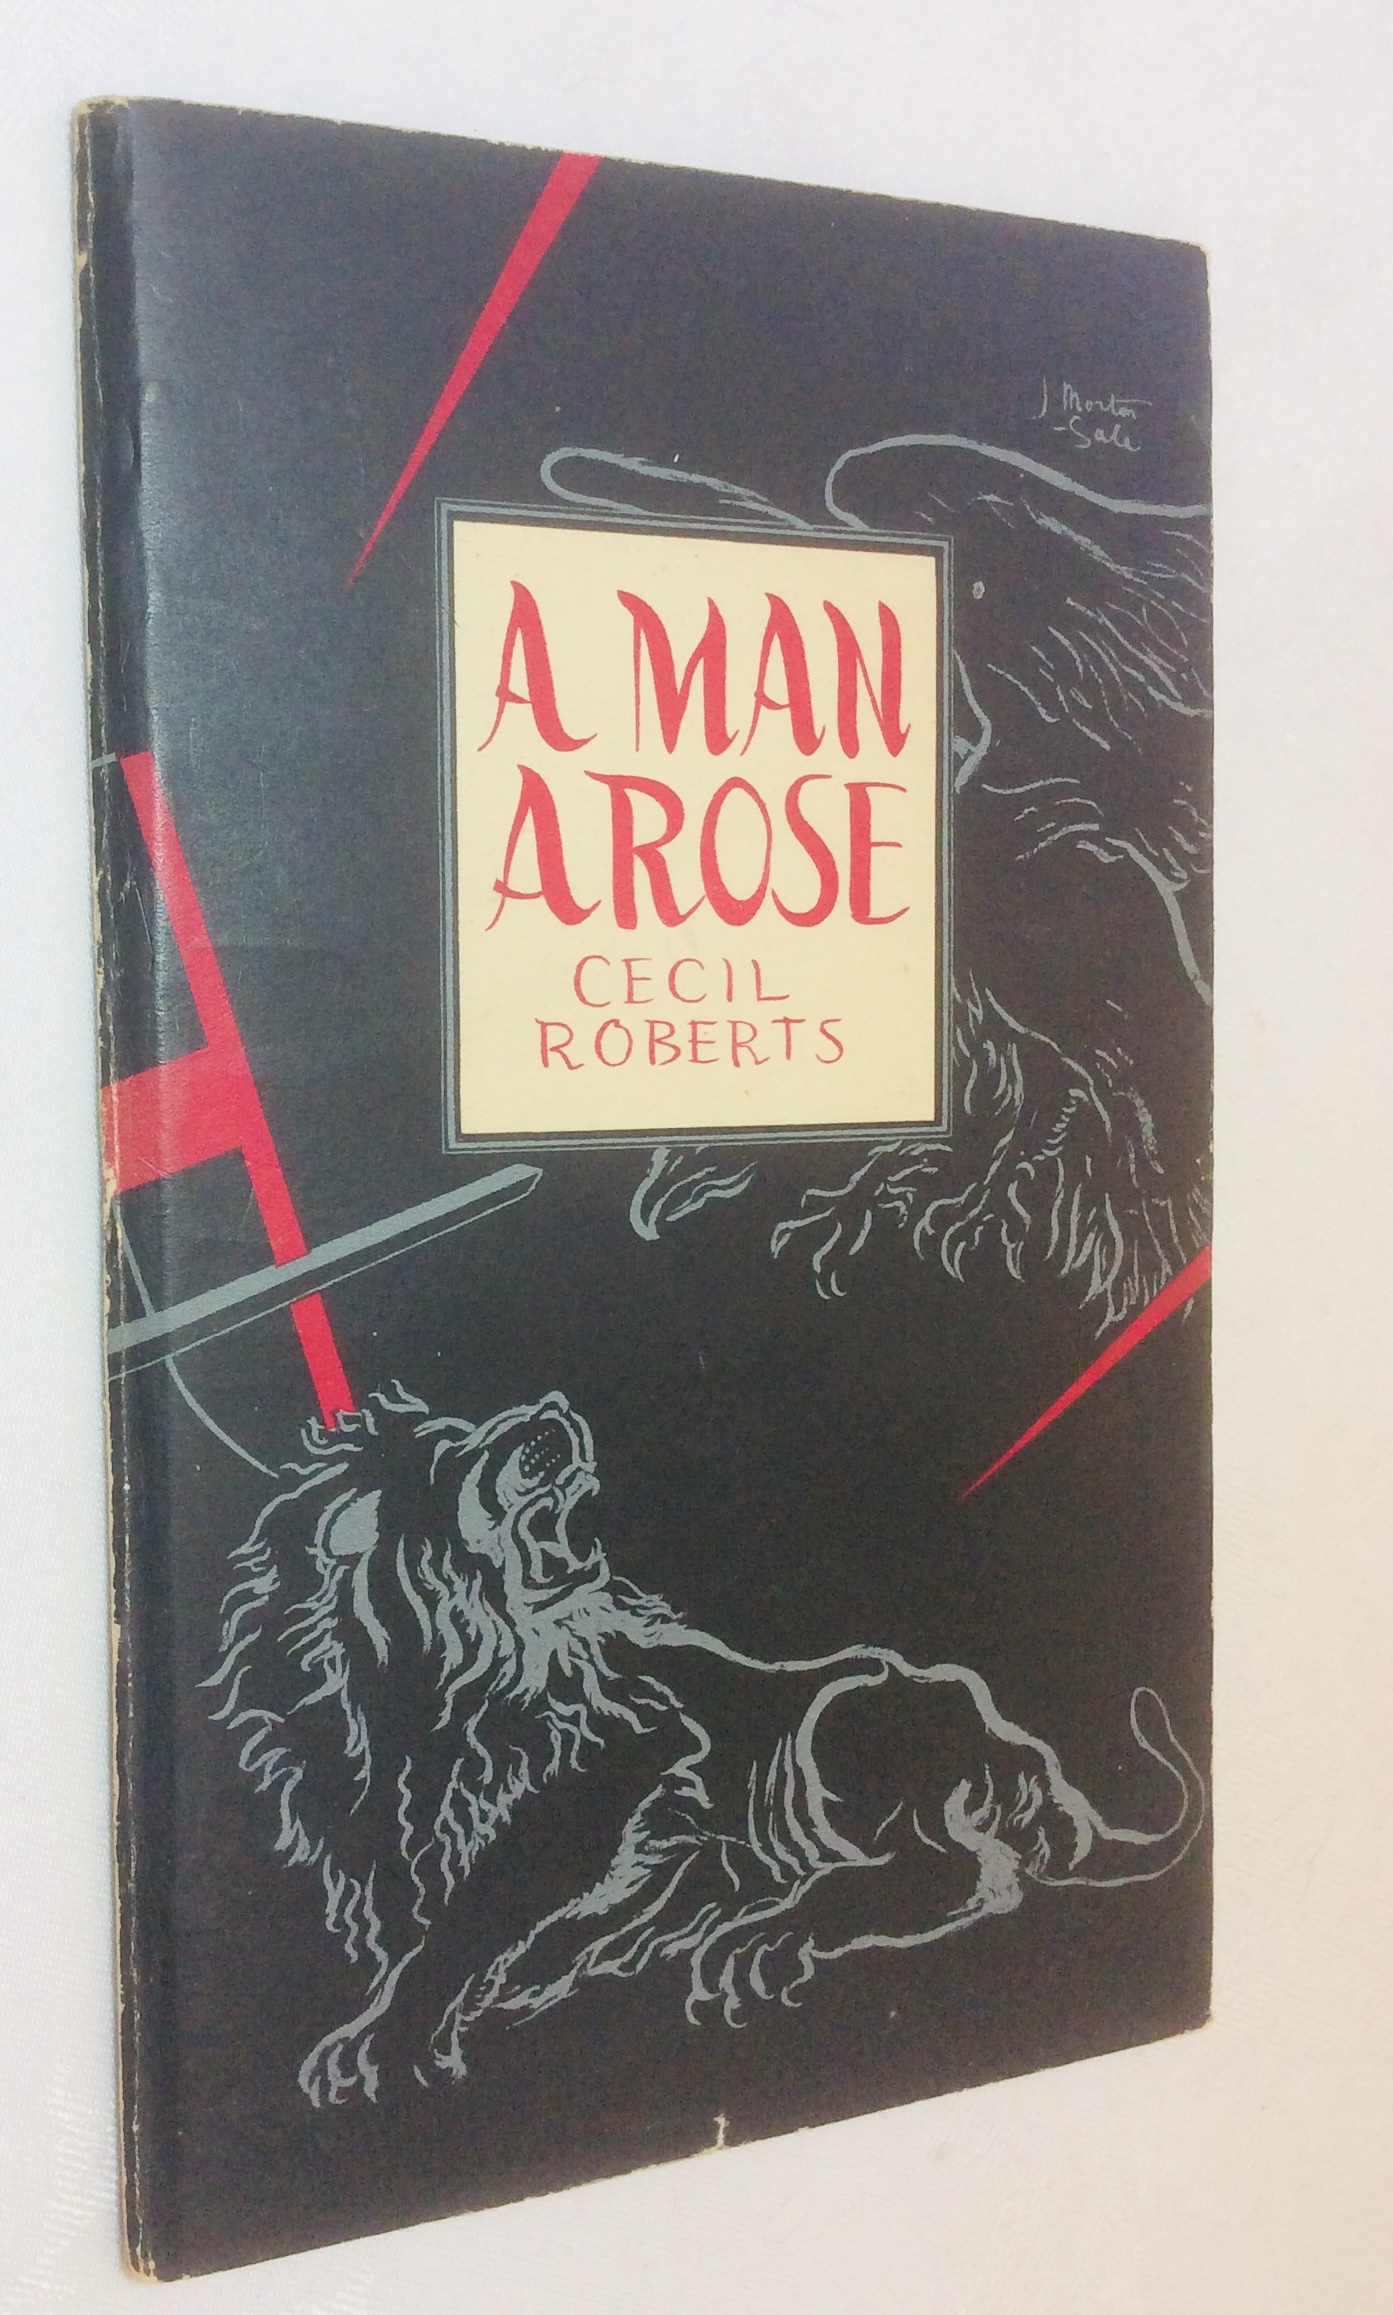 J Morton
-Sale
A MAN
AROSE
CECIL
ROBERTS